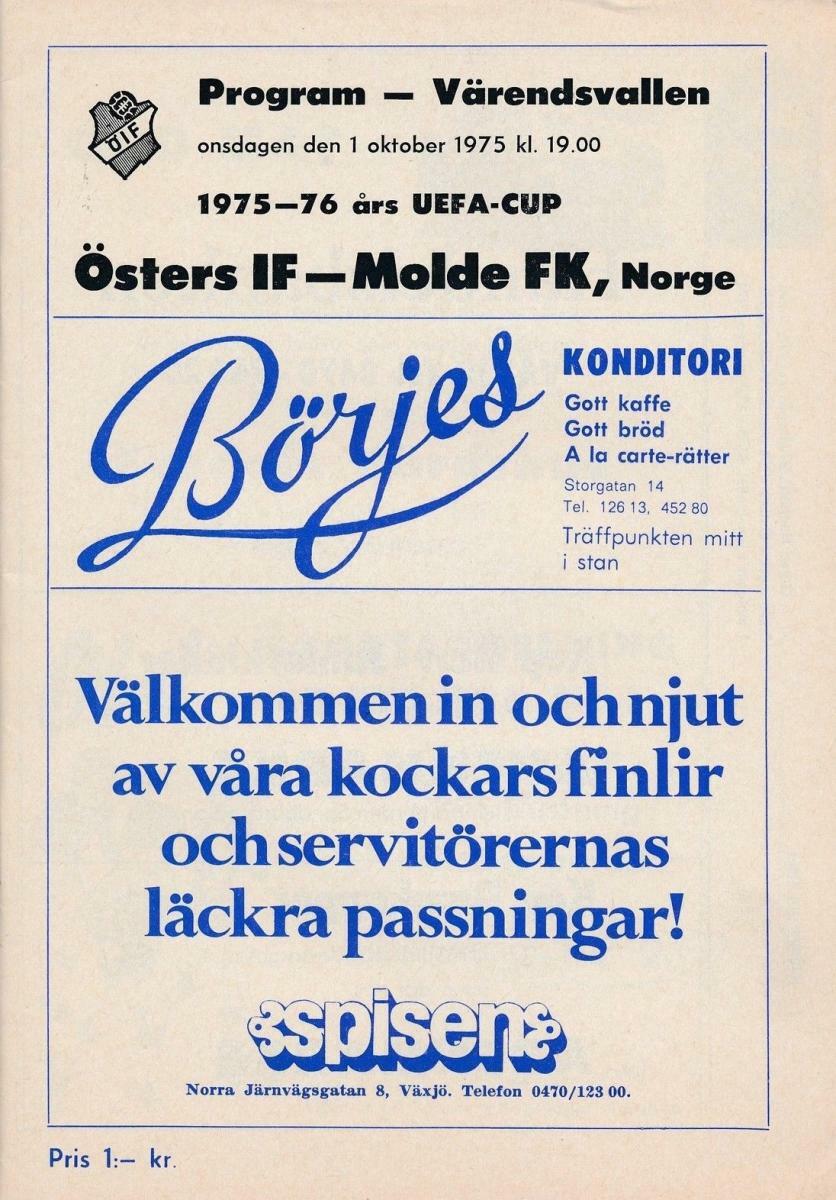 ÖIF
Program — Värendsvallen
onsdagen den 1 oktober 1975 kl. 19.00
1975—76 års UEFA-CUP
Östers IF—Molde FK, Norge
Börjes
KONDITORI
Gott kaffe
Gott bröd
A la carte-rätter
Storgatan 14
Tel. 126 13, 452 80
Träffpunkten mitt
i stan
Välkommen in och njut
av våra kockars finlir
och servitörernas
läckra passningar!
spisen
Norra Järnvägsgatan 8, Växjö. Telefon 0470/123 00.
Pris 1:— kr.